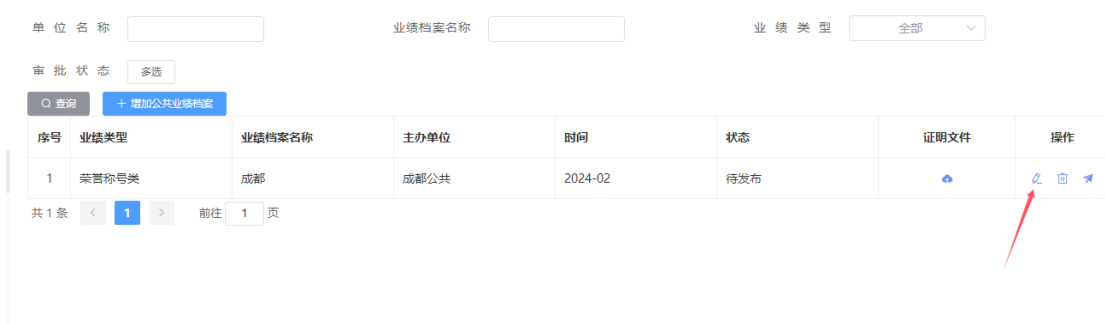 单位名称 业绩档案名称 业绩类型 全部
审批状态 多选
查询 + 增加公共业绩档案
序号 业绩类型 业绩档案名称 主办单位 时间 状态 证明文件 操作
1 荣誉称号类 成都 成都公共 2024-02 待发布
共 1 条 < 1 > 前往 1 页